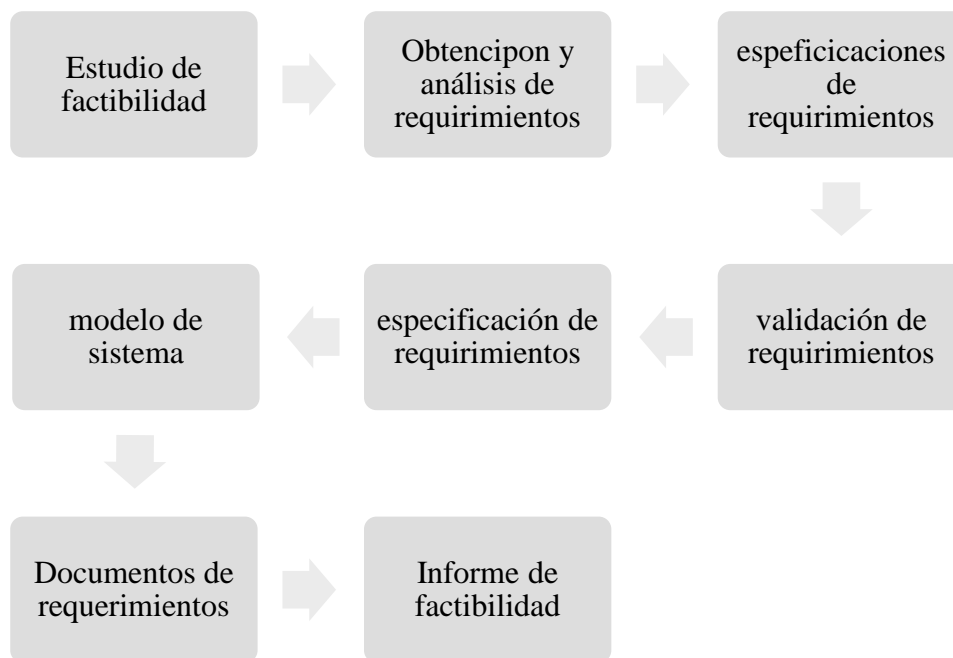 Estudio de
factibilidad
Obtencipon y
análisis de
requirimientos
espeficicaciones
de
requirimientos
validación de
requirimientos
especificación de
requirimientos
modelo de
sistema
Documentos de
requerimientos
Informe de
factibilidad